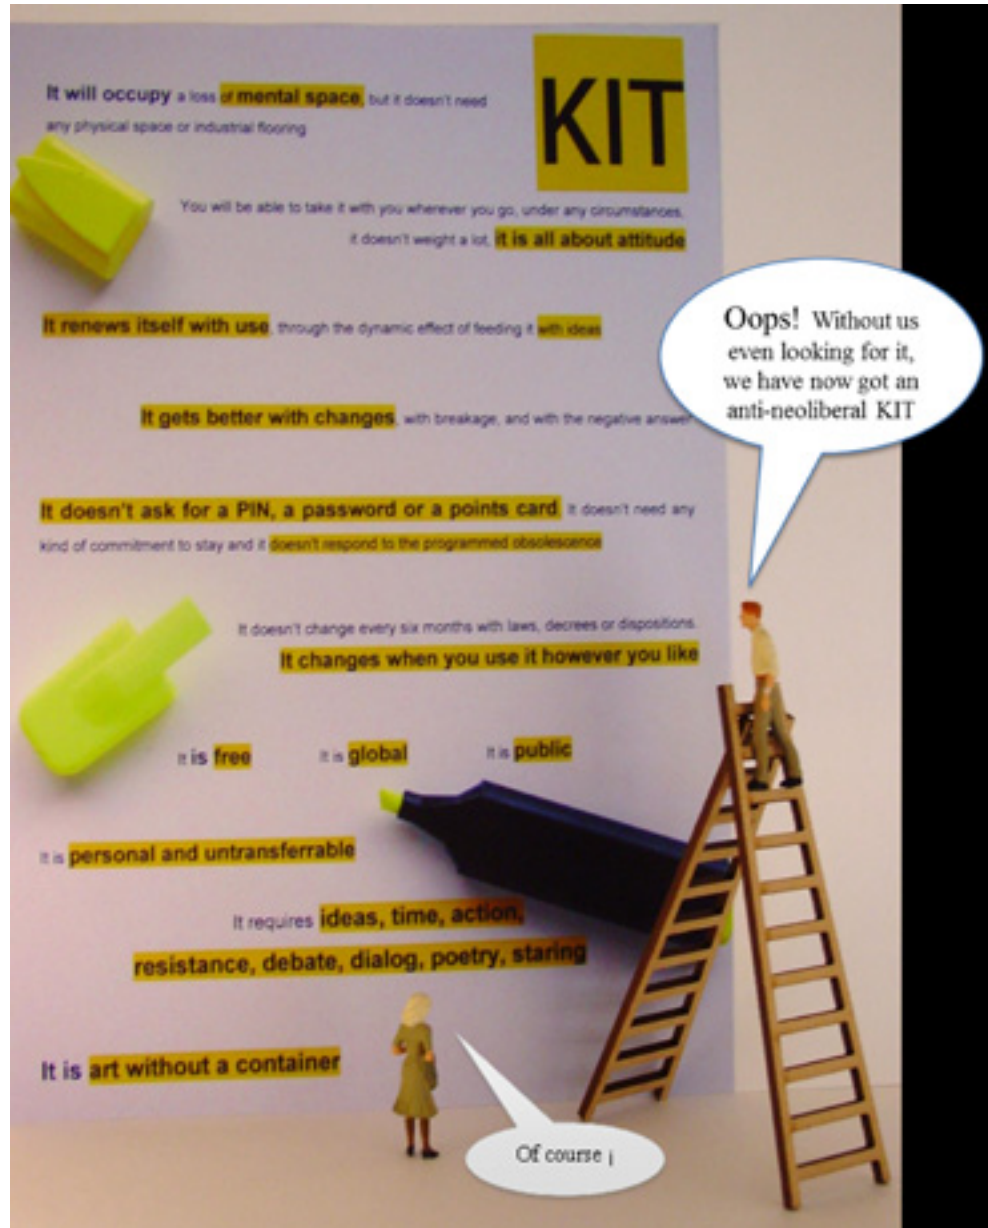 KIT
It will occupy a loss of mental space, but it doesn't need
any physical space or industrial flooring
You will be able to take it with you wherever you go, under any circumstances,
it doesn't weight a lot, it is all about attitude
Oops! Without us
even looking for it,
we have now got an
anti-neoliberal KIT
It renews itself with use, through the dynamic effect of feeding it with ideas
It gets better with changes, with breakage, and with the negative answer
It doesn't ask for a PIN, a password or a points card. It doesn't need any
kind of commitment to stay and it doesn't respond to the programmed obsolescence
It doesn't change every six months with laws, decrees or dispositions.
It changes when you use it however you like
It is free It is global It is public
It is personal and untransferrable
It requires ideas, time, action,
resistance, debate, dialog, poetry, staring
It is art without a container
Of course ¡